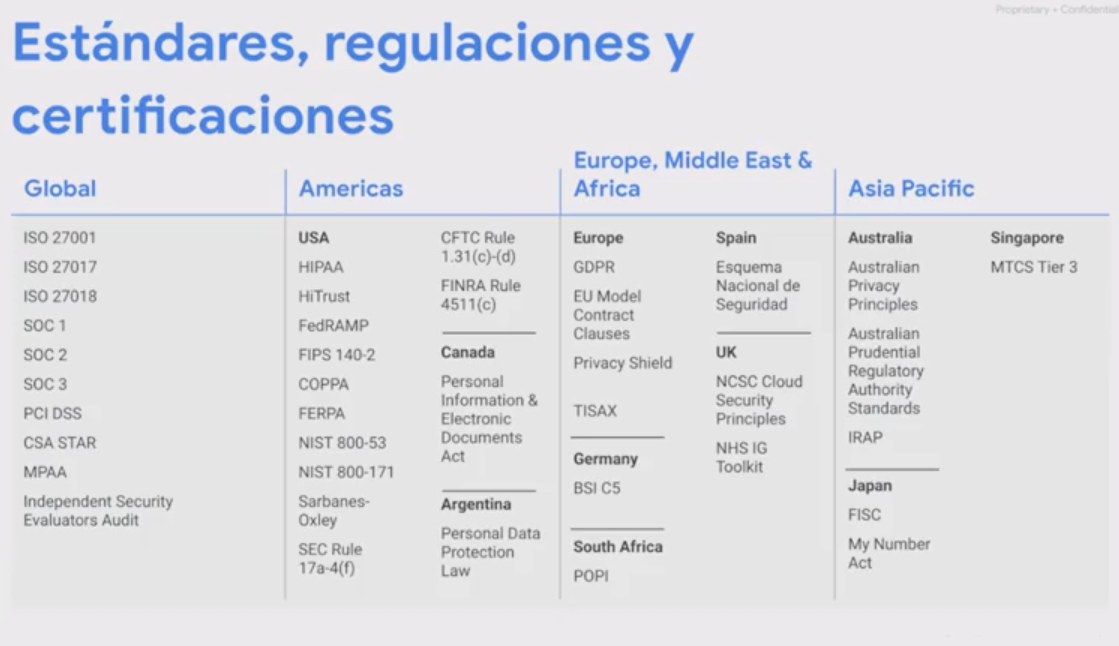 Proprietary + Confidential
Estándares, regulaciones y
certificaciones
Global
ISO 27001
ISO 27017
ISO 27018
SOC 1
SOC 2
SOC 3
PCI DSS
CSA STAR
MPAA
Independent Security
Evaluators Audit
Americas
USA
HIPAA
HiTrust
FedRAMP
FIPS 140-2
COPPA
FERPA
NIST 800-53
NIST 800-171
Sarbanes-
Oxley
SEC Rule
17a-4(f)
CFTC Rule
1.31(c)-(d)
FINRA Rule
4511(c)
Canada
Personal
Information &
Electronic
Documents
Act
Argentina
Personal Data
Protection
Law
Europe, Middle East &
Africa
Europe
GDPR
EU Model
Contract
Clauses
Privacy Shield
TISAX
Germany
BSI C5
South Africa
POPI
Spain
Esquema
Nacional de
Seguridad
UK
NCSC Cloud
Security
Principles
NHS IG
Toolkit
Asia Pacific
Australia
Australian
Privacy
Principles
Australian
Prudential
Regulatory
Authority
Standards
IRAP
Japan
FISC
My Number
Act
Singapore
MTCS Tier 3